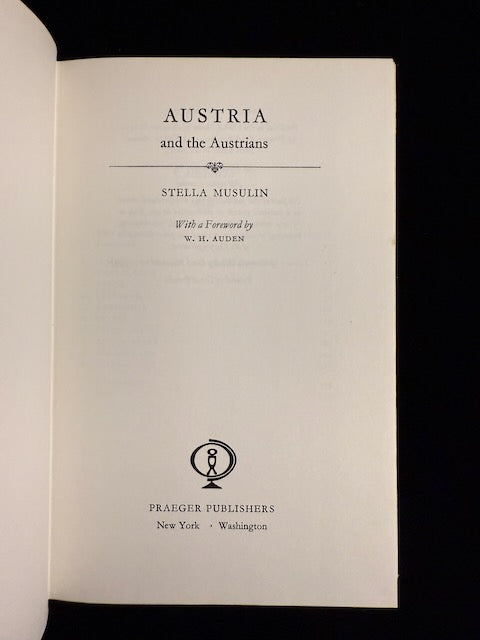 AUSTRIA
and the Austrians
STELLA MUSULIN
With a Foreword by
W. H. AUDEN
PRAEGER PUBLISHERS
New York · Washington